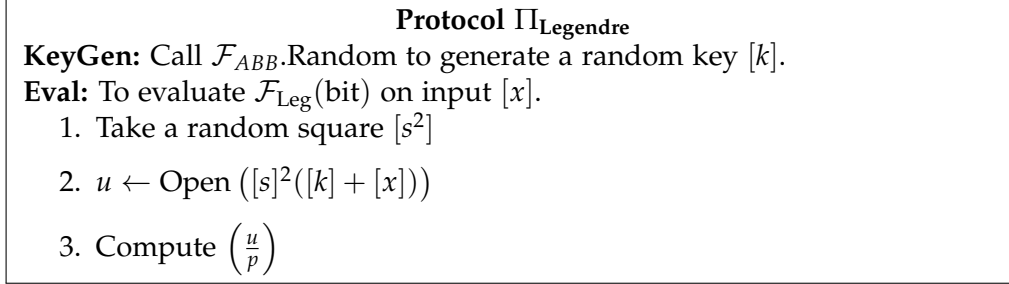 Protocol Π_Legendre
KeyGen: Call 𝓕_ABB.Random to generate a random key [k].
Eval: To evaluate 𝓕_Leg(bit) on input [x].
1. Take a random square [s²]
2. u ← Open ([s]²([k] + [x]))
3. Compute (u/p)